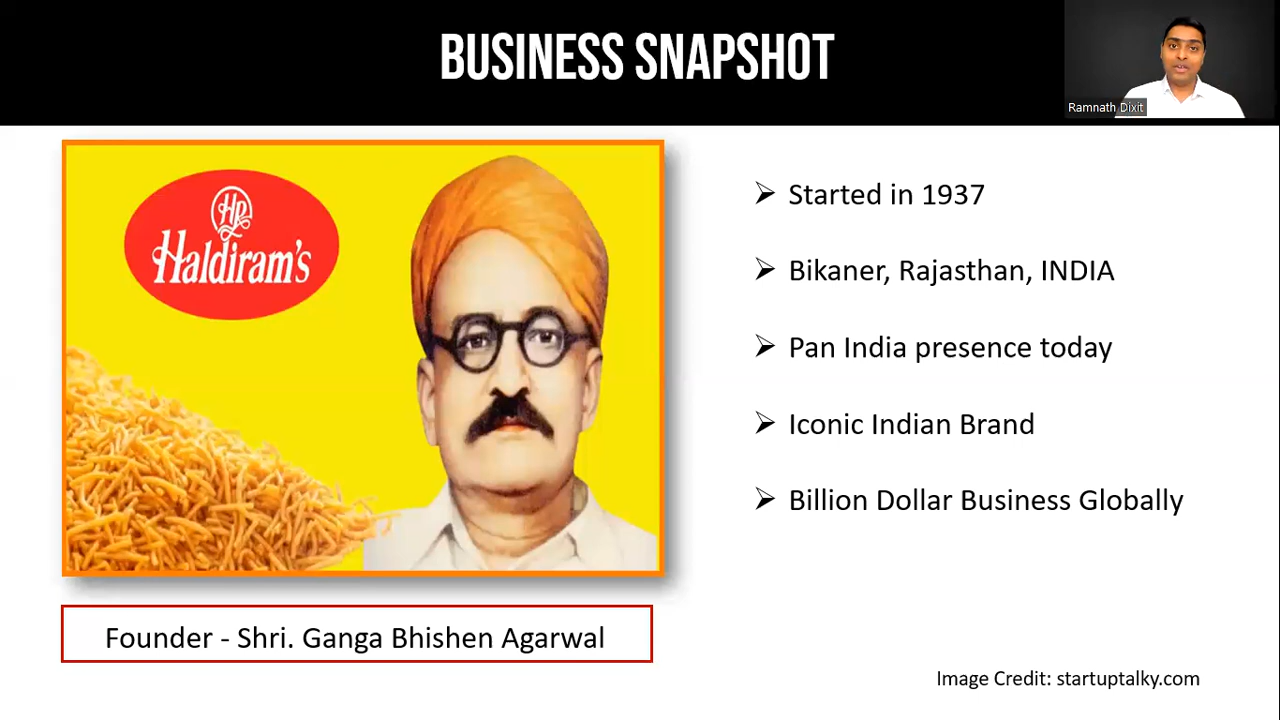 BUSINESS SNAPSHOT
Ramnath Dixit
HR
Haldiram's
➢ Started in 1937
➢ Bikaner, Rajasthan, INDIA
➢ Pan India presence today
➢ Iconic Indian Brand
➢ Billion Dollar Business Globally
Founder - Shri. Ganga Bhishen Agarwal
Image Credit: startuptalky.com